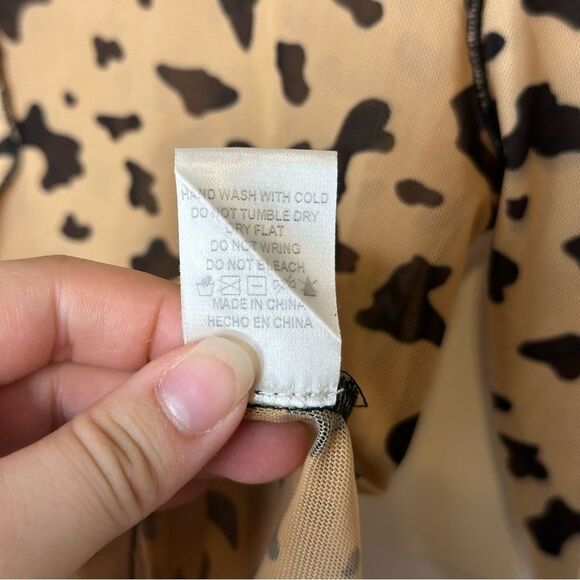 HAND WASH WITH COLD
DO NOT TUMBLE DRY
DRY FLAT
DO NOT WRING
DO NOT BLEACH
MADE IN CHINA
HECHO EN CHINA